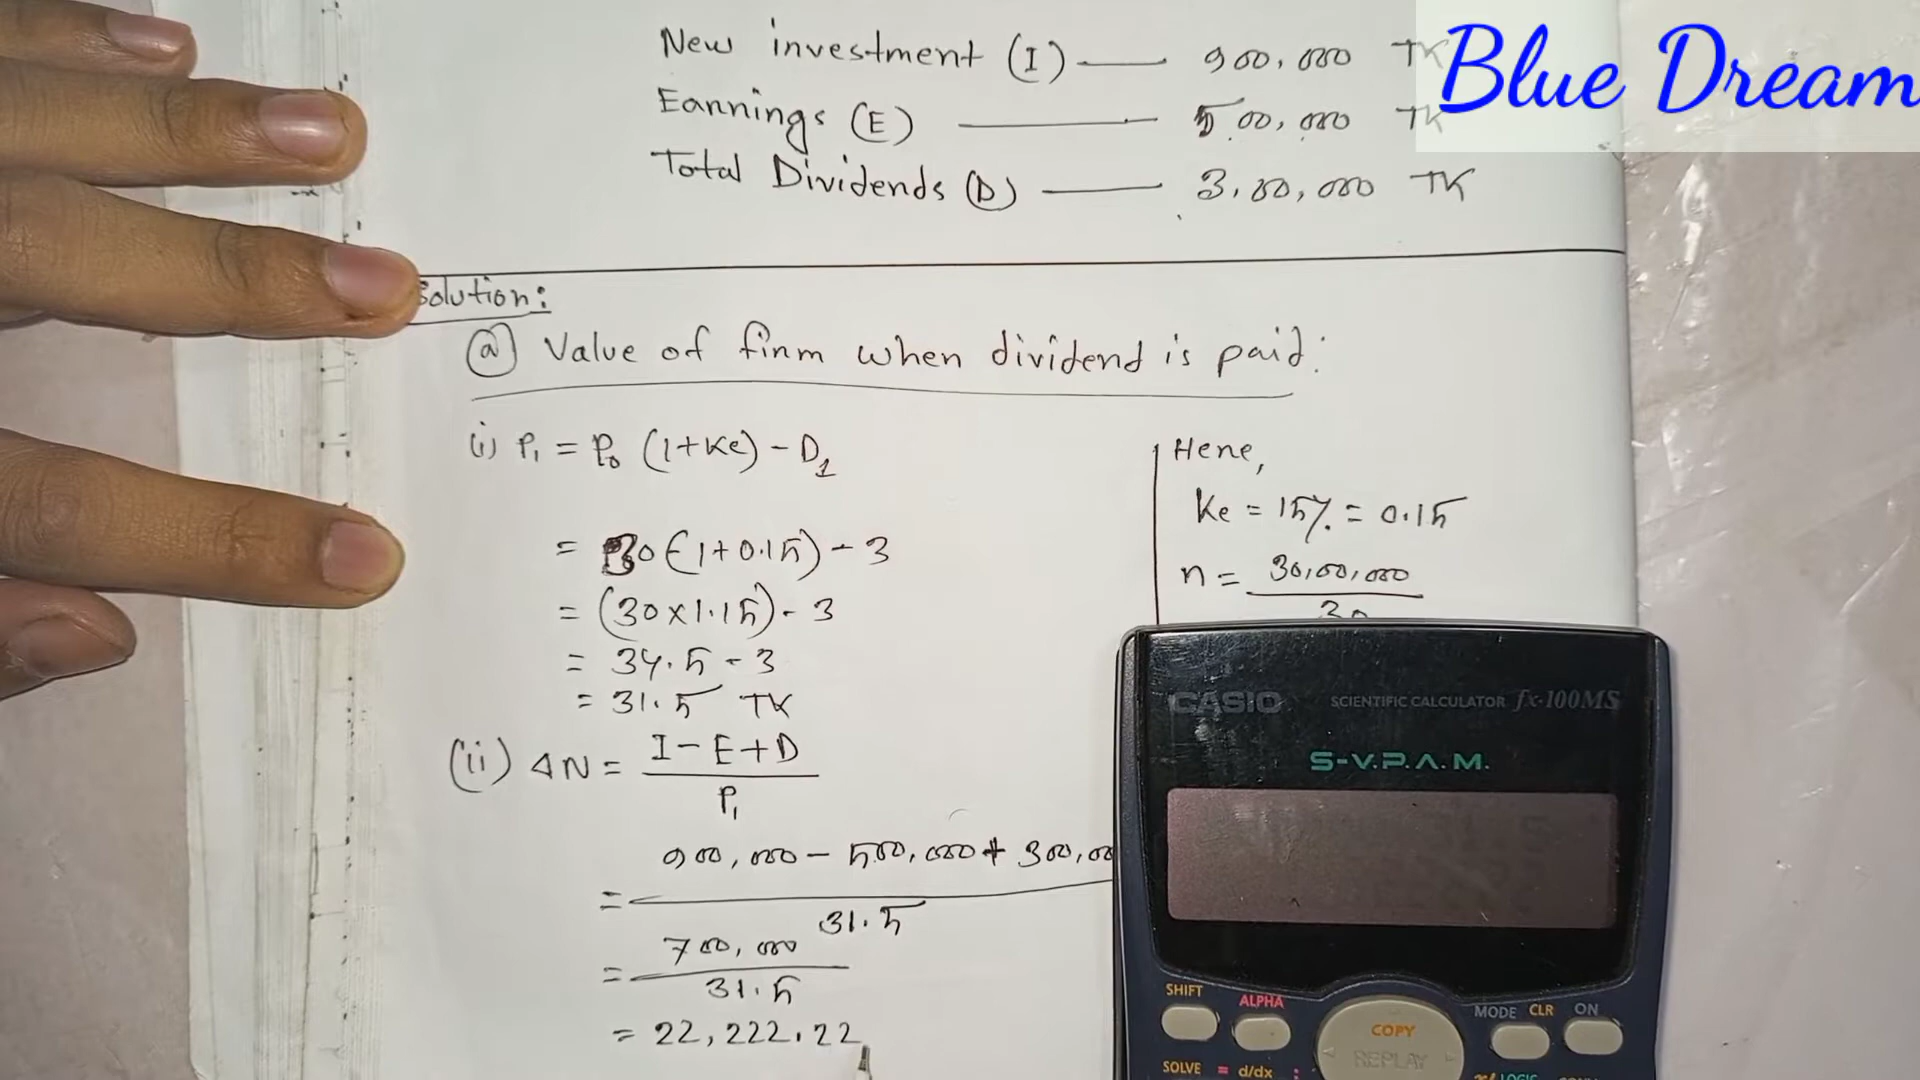 New investment (I) — 900,000 TK
Earnings (E) — 500,000 TK
Total Dividends (D) — 3,00,000 TK
Blue Dream
Solution:
(a) Value of firm when dividend is paid:
(i) P₁ = P₀ (1+Ke) - D₁
= 30 (1+0.15) - 3
= (30×1.15) - 3
= 34.5 - 3
= 31.5 TK
(ii) ΔN = I - E + D / P₁
= 900,000 - 500,000 + 300,00 / 31.5
= 700,000 / 31.5
= 22,222.22
Here,
Ke = 15% = 0.15
n = 30,00,000 / 30
CASIO
SCIENTIFIC CALCULATOR fx-100MS
S-V.P.A.M.
SHIFT
ALPHA
MODE CLR ON
COPY
REPLAY
SOLVE = d/dx :